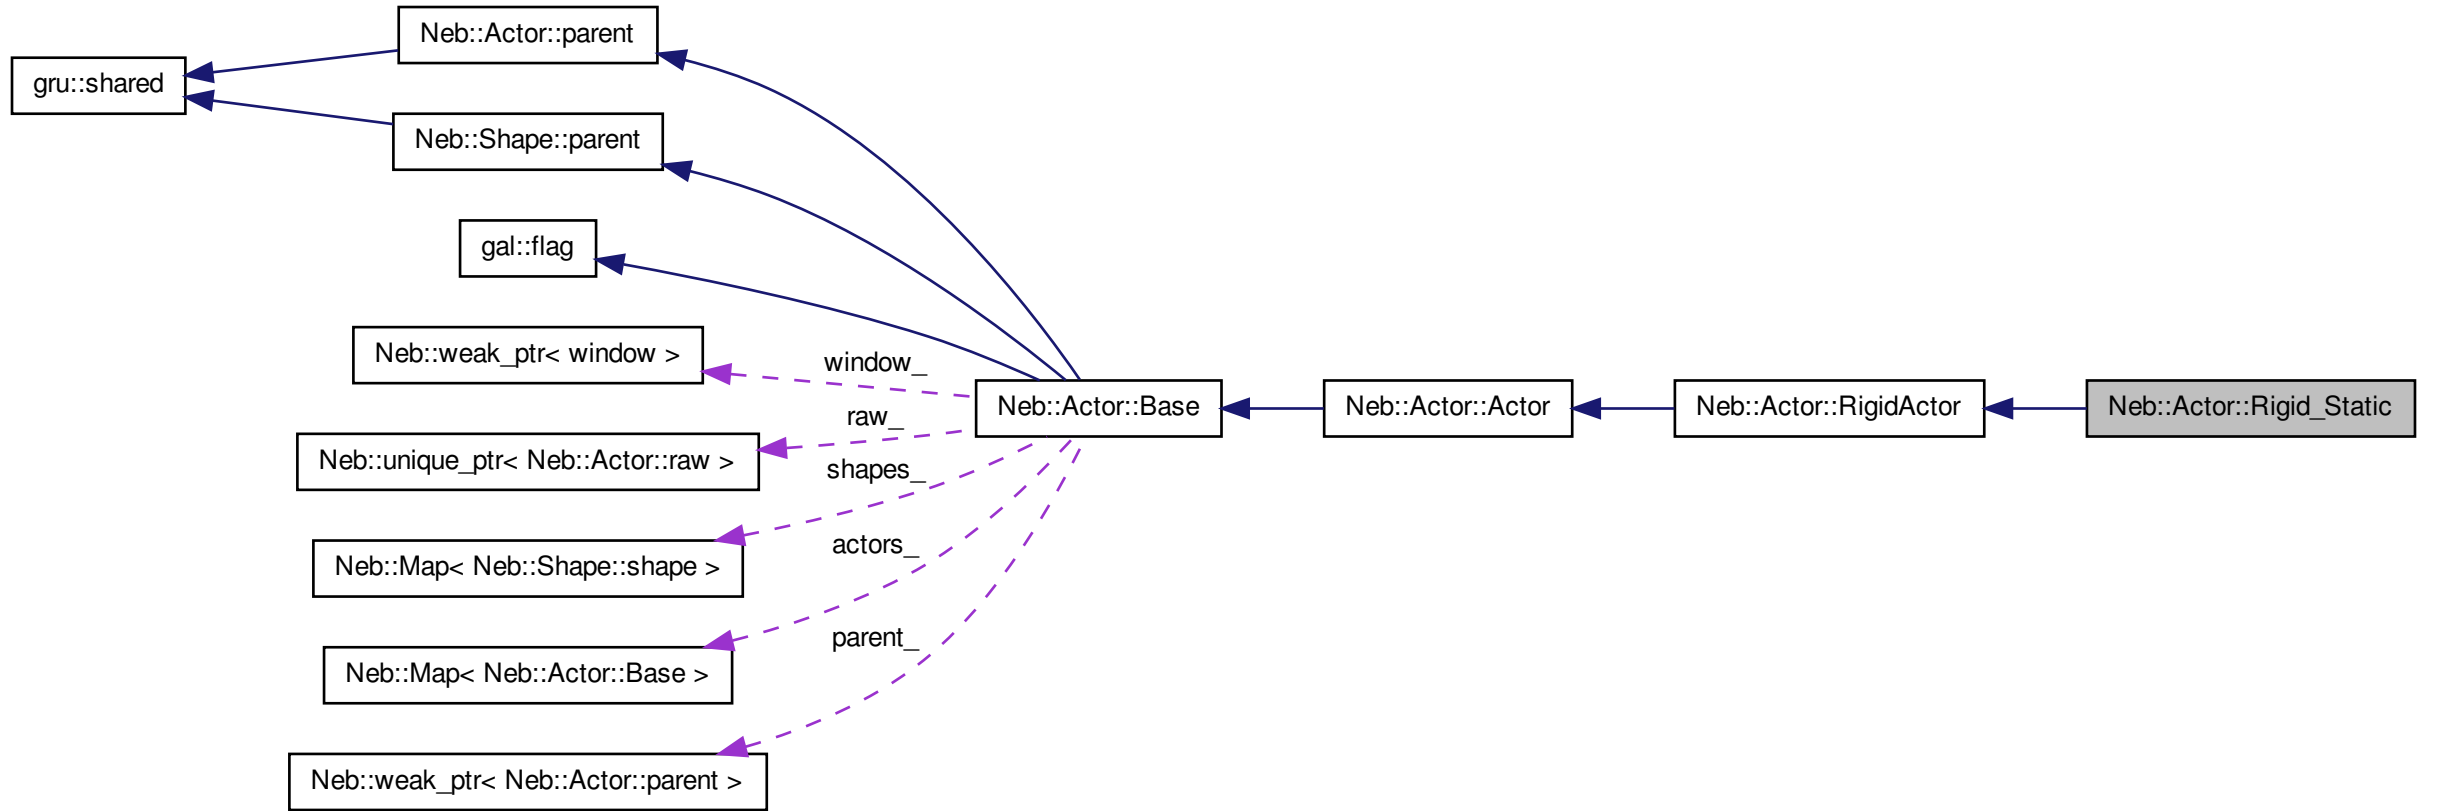 Neb::Actor::parent
gru::shared
Neb::Shape::parent
gal::flag
Neb::weak_ptr< window >
window_
Neb::Actor::Base
Neb::Actor::Actor
Neb::Actor::RigidActor
Neb::Actor::Rigid_Static
raw_
Neb::unique_ptr< Neb::Actor::raw >
shapes_
Neb::Map< Neb::Shape::shape >
actors_
Neb::Map< Neb::Actor::Base >
parent_
Neb::weak_ptr< Neb::Actor::parent >